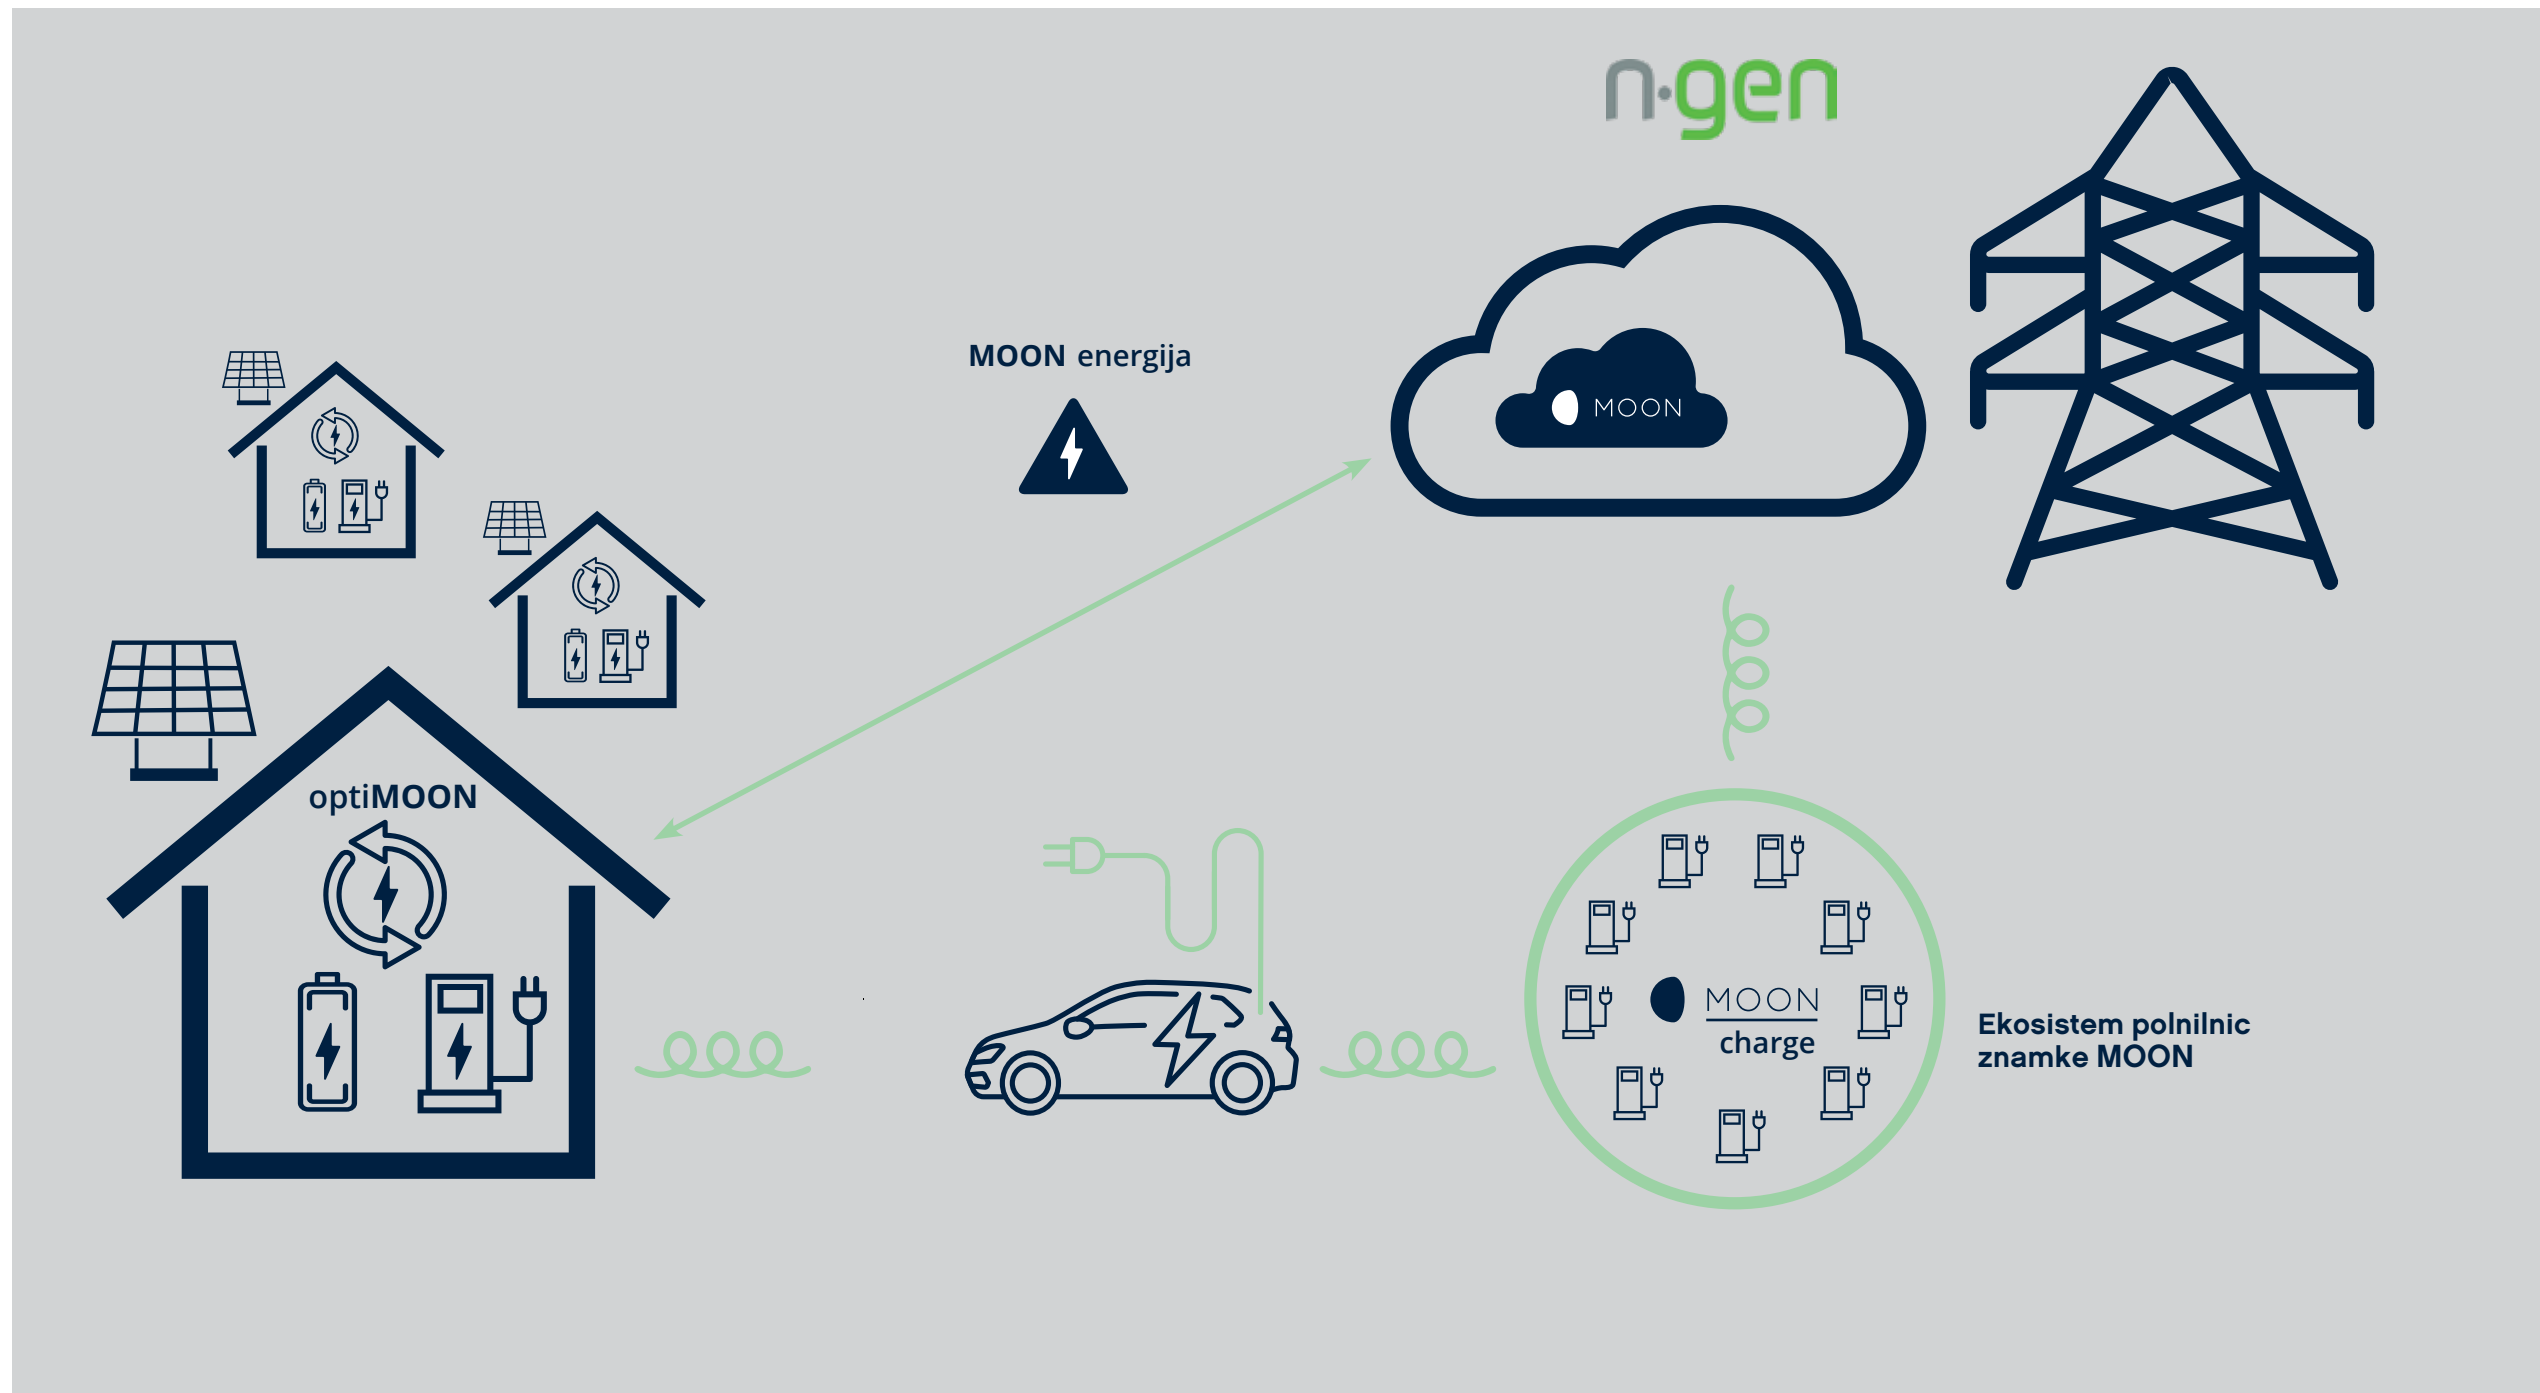 n·gen
MOON energija
MOON
optiMOON
MOON
charge
Ekosistem polnilnic
znamke MOON